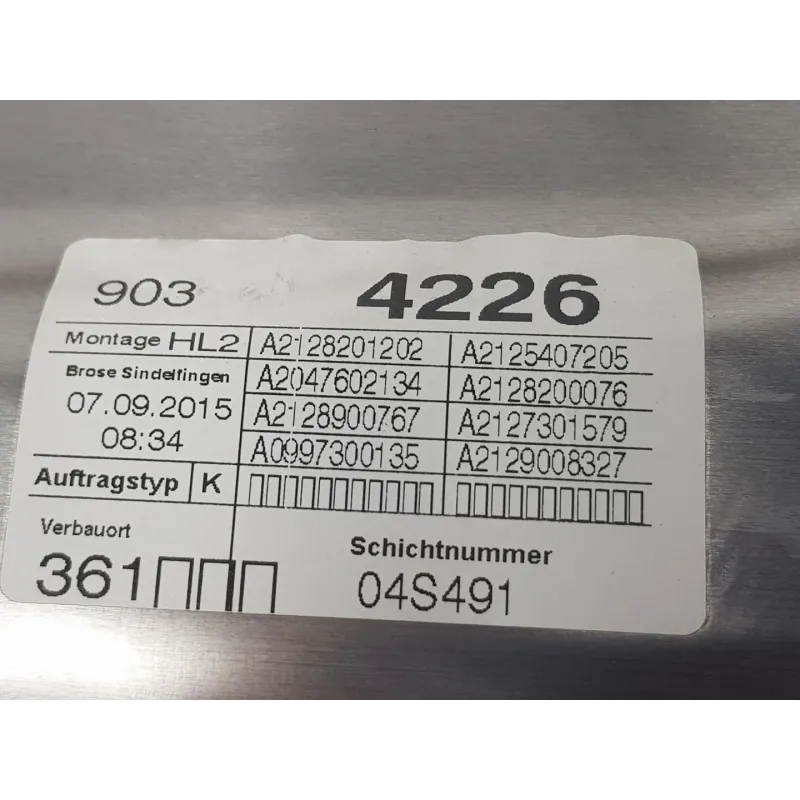 903 4226
Montage HL2 A2128201202 A2125407205
Brose Sindelfingen A2047602134 A2128200076
07.09.2015 A2128900767 A2127301579
08:34 A0997300135 A2129008327
Auftragstyp K ▯▯▯▯▯▯▯▯▯▯▯ ▯▯▯▯▯▯▯▯▯▯▯
Verbauort Schichtnummer
361▯▯▯ 04S491